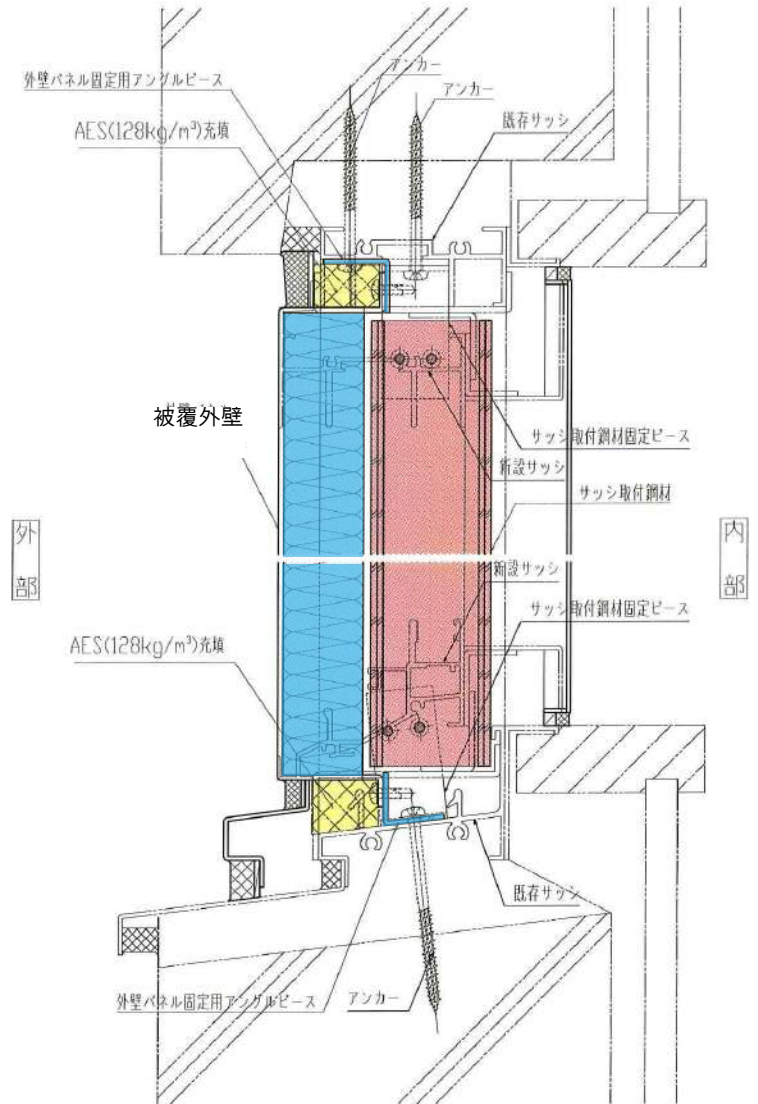 アンカー
外壁パネル固定用アングルピース
アンカー
既存サッシ
AES(128kg/m³)充填
被覆外壁
サッシ取付鋼材固定ピース
新設サッシ
サッシ取付鋼材
外部
内部
新設サッシ
サッシ取付鋼材固定ピース
AES(128kg/m³)充填
既存サッシ
外壁パネル固定用アングルピース
アンカー